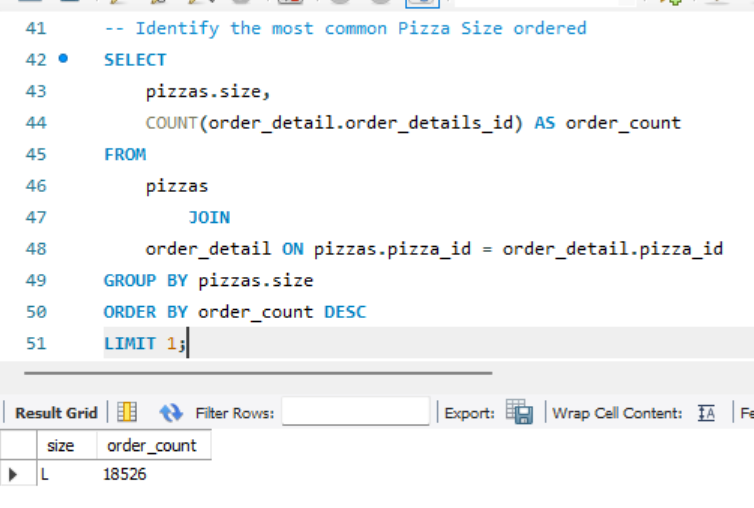 41 -- Identify the most common Pizza Size ordered
42 SELECT
43 pizzas.size,
44 COUNT(order_detail.order_details_id) AS order_count
45 FROM
46 pizzas
47 JOIN
48 order_detail ON pizzas.pizza_id = order_detail.pizza_id
49 GROUP BY pizzas.size
50 ORDER BY order_count DESC
51 LIMIT 1;
Result Grid Filter Rows: Export: Wrap Cell Content: IA Fe
size order_count
L 18526